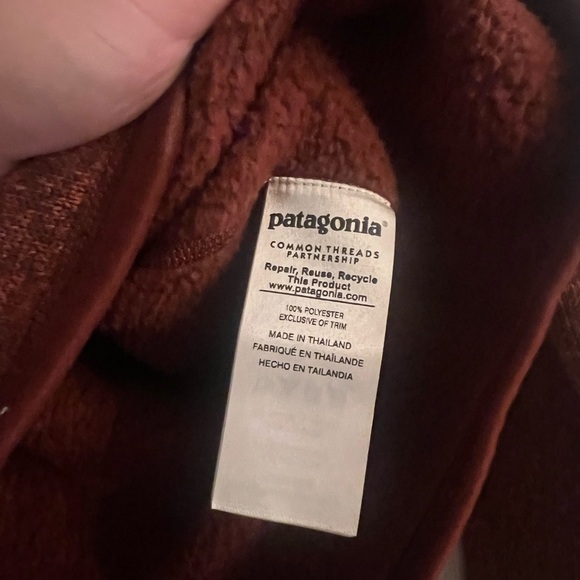 patagonia®
COMMON THREADS
PARTNERSHIP
Repair, Reuse, Recycle
This Product
www.patagonia.com
100% POLYESTER
EXCLUSIVE OF TRIM
MADE IN THAILAND
FABRIQUÉ EN THAÏLANDE
HECHO EN TAILANDIA